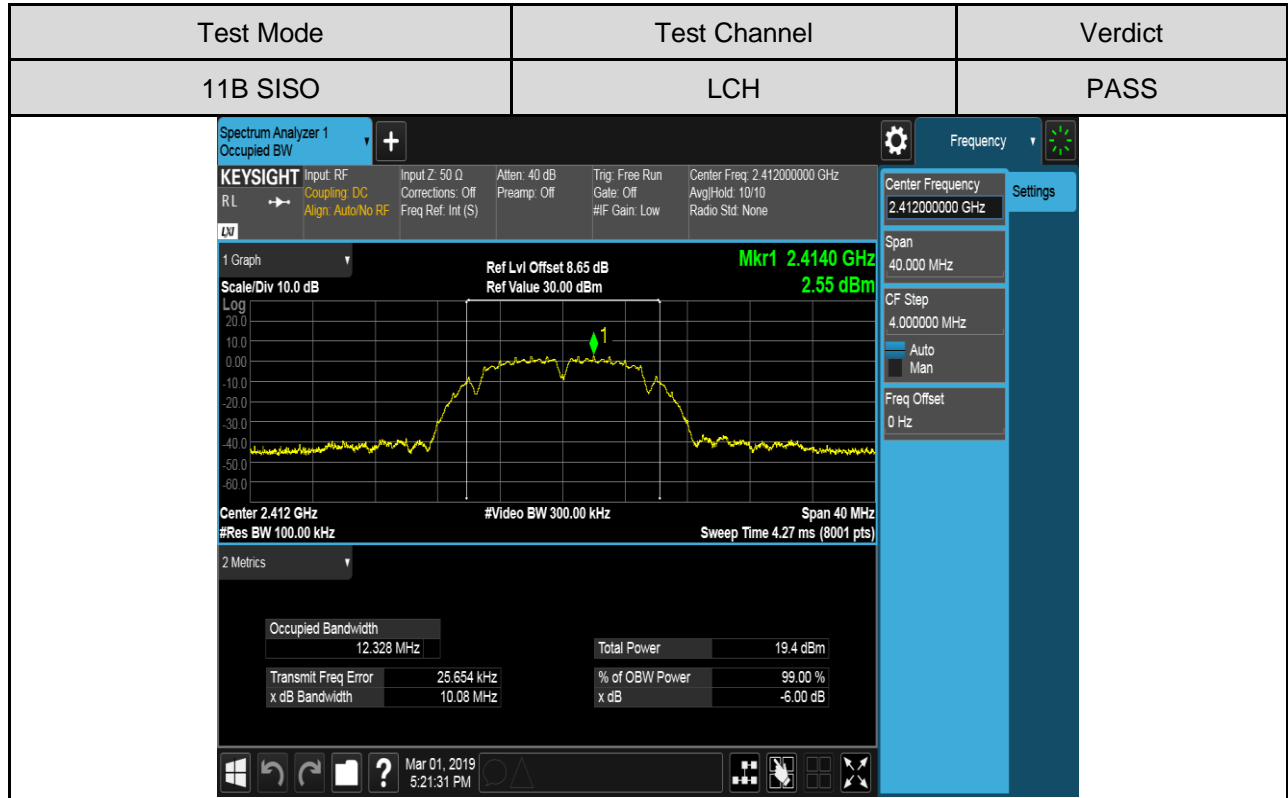 Test Mode Test Channel Verdict
11B SISO LCH PASS
Spectrum Analyzer 1
Occupied BW
+
Frequency
KEYSIGHT Input: RF Input Z: 50 Ω Atten: 40 dB Trig: Free Run Center Freq: 2.412000000 GHz
RL Coupling: DC Corrections: Off Preamp: Off Gate: Off Avg|Hold: 10/10
Align: Auto/No RF Freq Ref: Int (S) #IF Gain: Low Radio Std: None
LXI
Center Frequency
2.412000000 GHz
Settings
Span
40.000 MHz
CF Step
4.000000 MHz
Auto
Man
Freq Offset
0 Hz
1 Graph Ref Lvl Offset 8.65 dB Mkr1 2.4140 GHz
Scale/Div 10.0 dB Ref Value 30.00 dBm 2.55 dBm
Log
20.0
10.0
0.00
-10.0
-20.0
-30.0
-40.0
-50.0
-60.0
1
Center 2.412 GHz #Video BW 300.00 kHz Span 40 MHz
#Res BW 100.00 kHz Sweep Time 4.27 ms (8001 pts)
2 Metrics
Occupied Bandwidth
12.328 MHz Total Power 19.4 dBm
Transmit Freq Error 25.654 kHz % of OBW Power 99.00 %
x dB Bandwidth 10.08 MHz x dB -6.00 dB
? Mar 01, 2019
5:21:31 PM